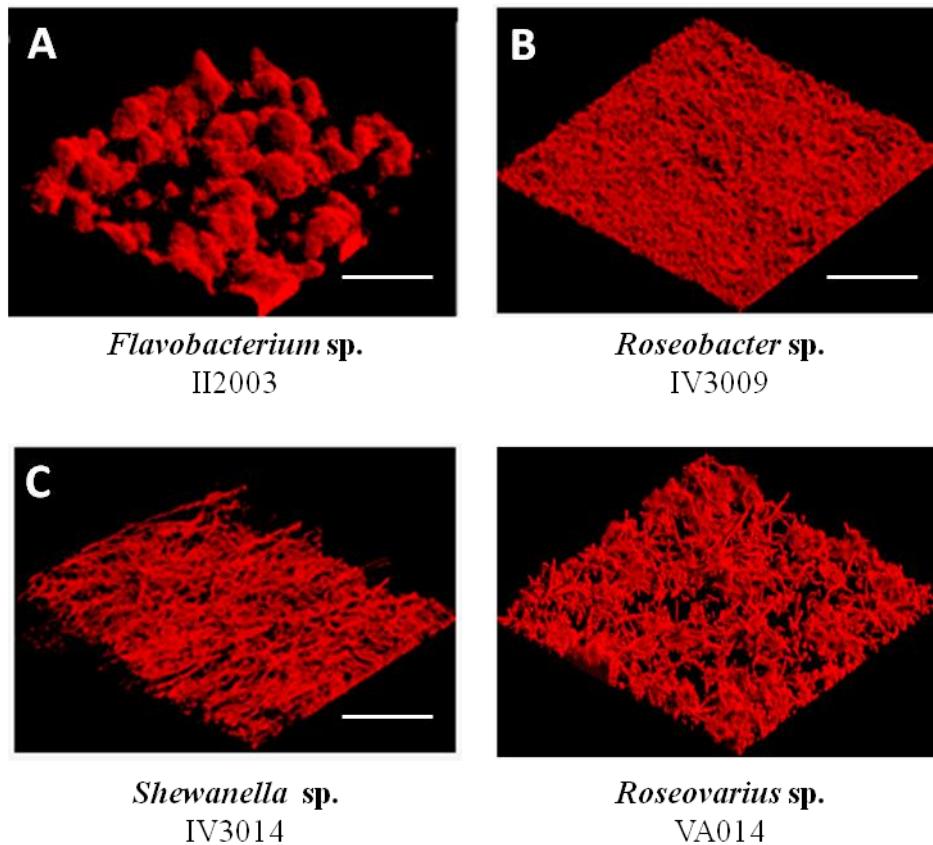 A
B
Flavobacterium sp.
II2003
Roseobacter sp.
IV3009
C
Shewanella sp.
IV3014
Roseovarius sp.
VA014